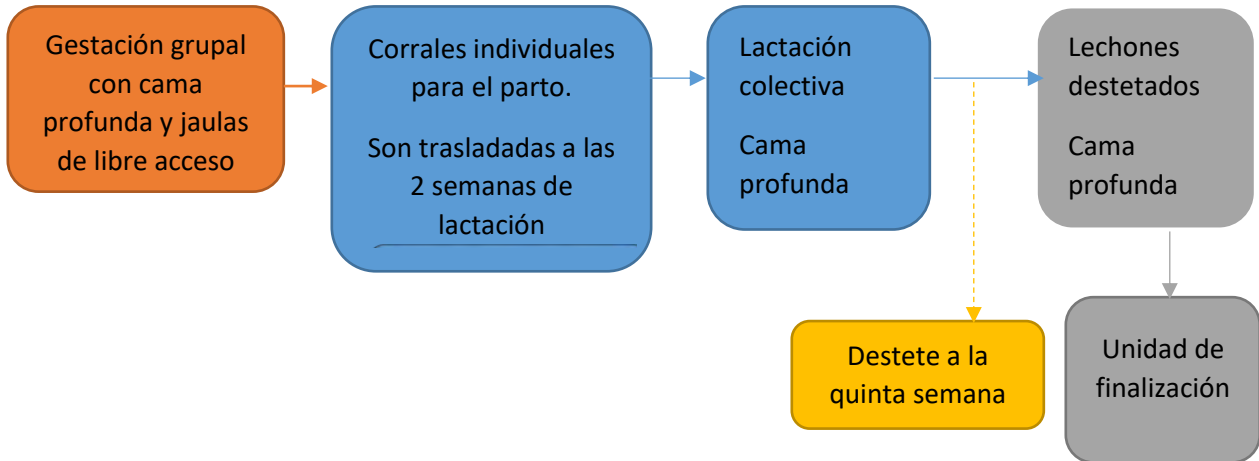 Gestación grupal
con cama
profunda y jaulas
de libre acceso
Corrales individuales
para el parto.
Son trasladadas a las
2 semanas de
lactación
Lactación
colectiva
Cama
profunda
Lechones
destetados
Cama
profunda
Destete a la
quinta semana
Unidad de
finalización